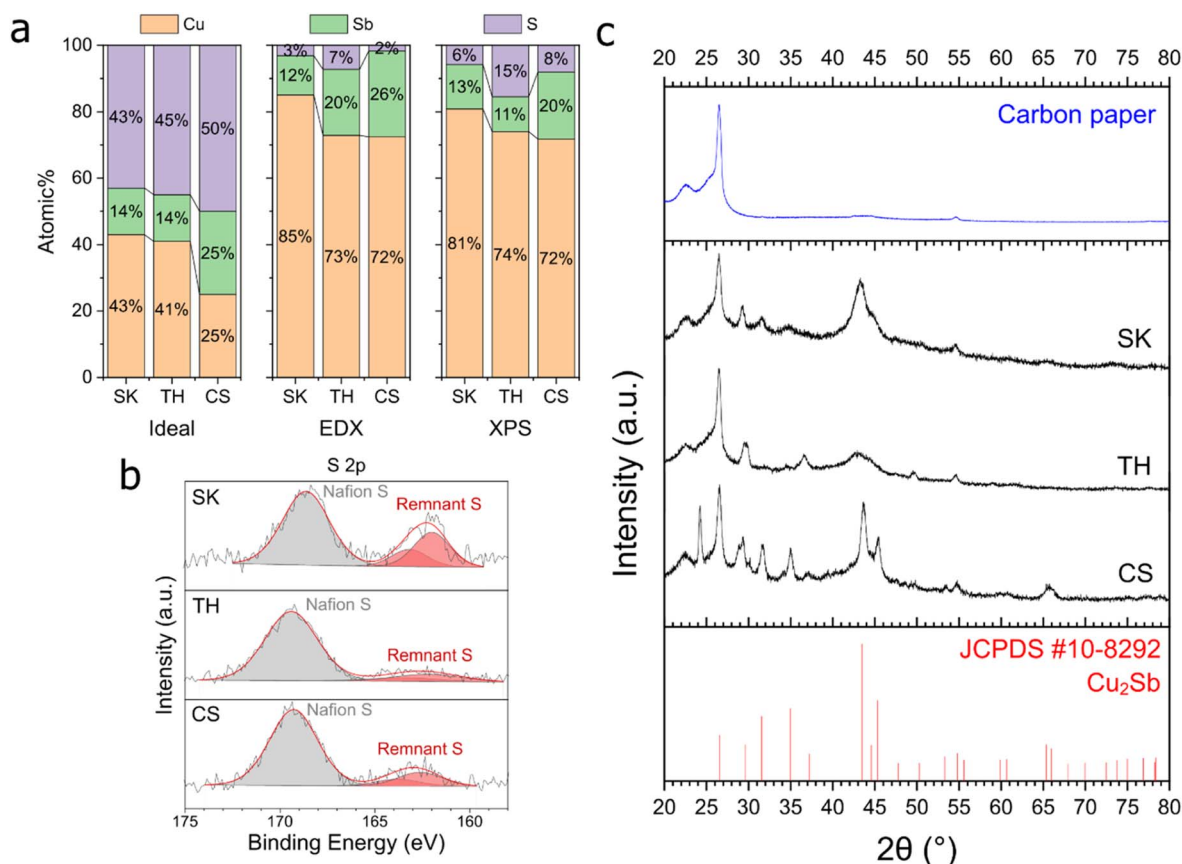 a
Cu Sb S
100
80
60
40
20
0
Atomic%
43% 45% 50%
14% 14% 25%
43% 41% 25%
SK TH CS
Ideal
3% 7% 2%
12% 20% 26%
85% 73% 72%
SK TH CS
EDX
6% 15% 8%
13% 11% 20%
81% 74% 72%
SK TH CS
XPS
b
S 2p
SK Nafion S Remnant S
TH Nafion S Remnant S
CS Nafion S Remnant S
Intensity (a.u.)
175 170 165 160
Binding Energy (eV)
c
20 25 30 35 40 45 50 55 60 65 70 75 80
Carbon paper
SK
TH
CS
JCPDS #10-8292
Cu₂Sb
Intensity (a.u.)
20 25 30 35 40 45 50 55 60 65 70 75 80
2θ (°)